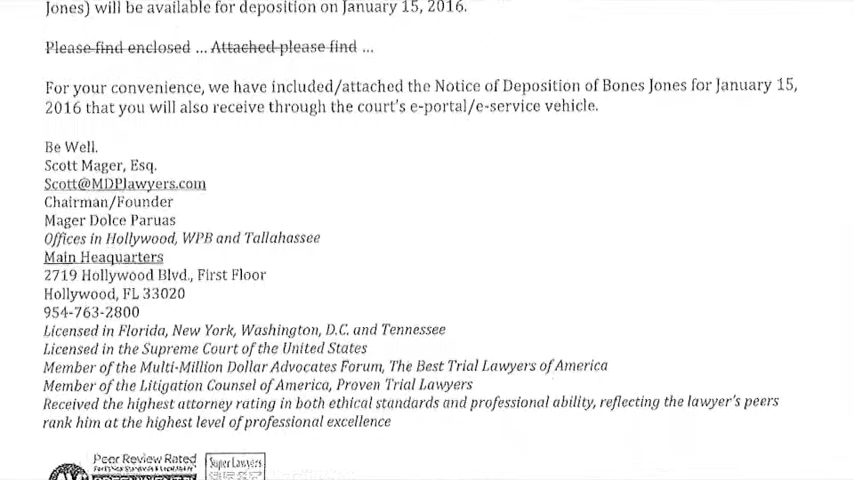 Jones) will be available for deposition on January 15, 2016.
Please find enclosed ... Attached please find ...
For your convenience, we have included/attached the Notice of Deposition of Bones Jones for January 15,
2016 that you will also receive through the court's e-portal/e-service vehicle.
Be Well.
Scott Mager, Esq.
Scott@MDPlawyers.com
Chairman/Founder
Mager Dolce Paruas
Offices in Hollywood, WPB and Tallahassee
Main Heaquarters
2719 Hollywood Blvd., First Floor
Hollywood, FL 33020
954-763-2800
Licensed in Florida, New York, Washington, D.C. and Tennessee
Licensed in the Supreme Court of the United States
Member of the Multi-Million Dollar Advocates Forum, The Best Trial Lawyers of America
Member of the Litigation Counsel of America, Proven Trial Lawyers
Received the highest attorney rating in both ethical standards and professional ability, reflecting the lawyer's peers
rank him at the highest level of professional excellence
Peer Review Rated
Super Lawyers